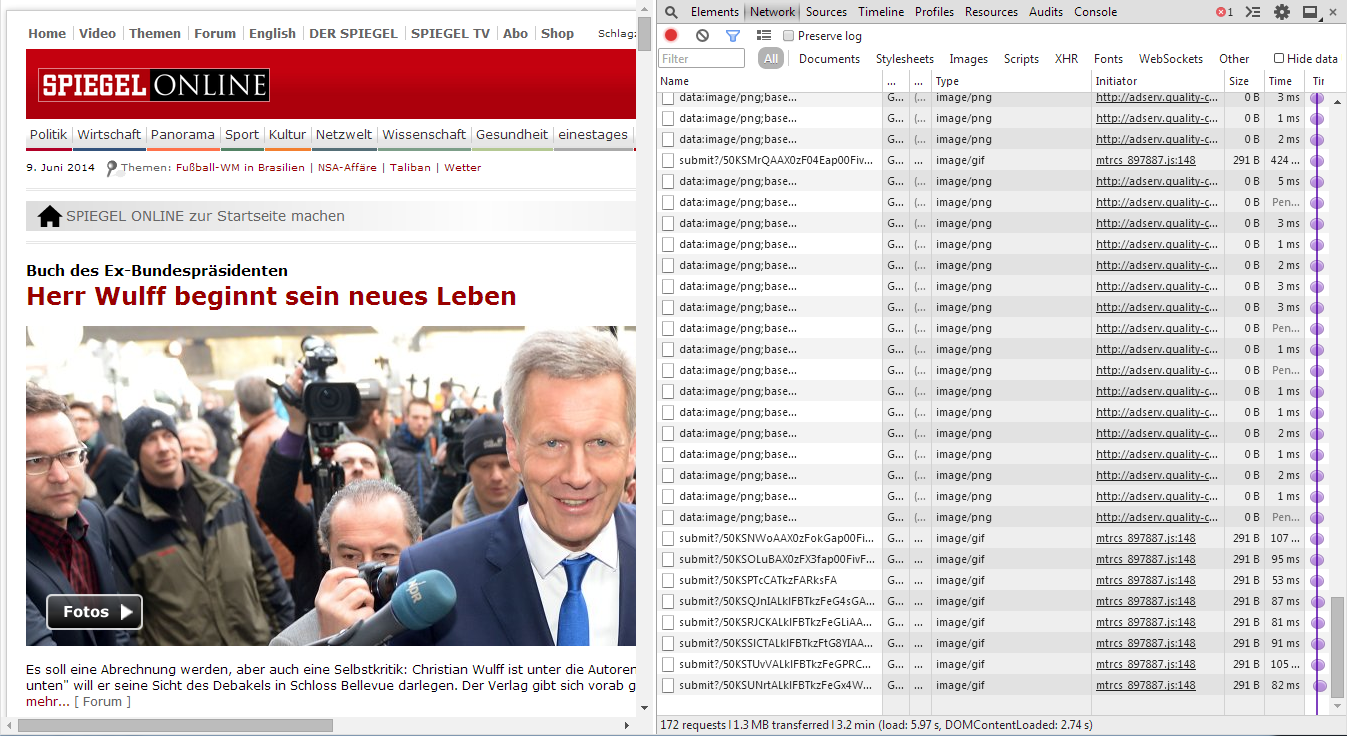 Home Video Themen Forum English DER SPIEGEL SPIEGEL TV Abo Shop Schlag
SPIEGEL ONLINE
Politik Wirtschaft Panorama Sport Kultur Netzwelt Wissenschaft Gesundheit einestages
9. Juni 2014 Themen: Fußball-WM in Brasilien | NSA-Affäre | Taliban | Wetter
SPIEGEL ONLINE zur Startseite machen
Buch des Ex-Bundespräsidenten
Herr Wulff beginnt sein neues Leben
WDR
Fotos
Es soll eine Abrechnung werden, aber auch eine Selbstkritik: Christian Wulff ist unter die Autoren
unten" will er seine Sicht des Debakels in Schloss Bellevue darlegen. Der Verlag gibt sich vorab g
mehr... [ Forum ]
Elements Network Sources Timeline Profiles Resources Audits Console 1
Preserve log
Filter All Documents Stylesheets Images Scripts XHR Fonts WebSockets Other Hide data
Name ... ... Type Initiator Size Time Tir
data:image/png;base... G... (... image/png http://adserv.quality-c... 0 B 3 ms
data:image/png;base... G... (... image/png http://adserv.quality-c... 0 B 1 ms
data:image/png;base... G... (... image/png http://adserv.quality-c... 0 B 2 ms
submit?/50KSMrQAAX0zF04Eap00Fiv... G... (... image/gif mtrcs_897887.js:148 291 B 424 ...
data:image/png;base... G... (... image/png http://adserv.quality-c... 0 B 5 ms
data:image/png;base... G... (... image/png http://adserv.quality-c... 0 B Pen...
data:image/png;base... G... (... image/png http://adserv.quality-c... 0 B 3 ms
data:image/png;base... G... (... image/png http://adserv.quality-c... 0 B 1 ms
data:image/png;base... G... (... image/png http://adserv.quality-c... 0 B 2 ms
data:image/png;base... G... (... image/png http://adserv.quality-c... 0 B 3 ms
data:image/png;base... G... (... image/png http://adserv.quality-c... 0 B 3 ms
data:image/png;base... G... (... image/png http://adserv.quality-c... 0 B Pen...
data:image/png;base... G... (... image/png http://adserv.quality-c... 0 B 1 ms
data:image/png;base... G... (... image/png http://adserv.quality-c... 0 B Pen...
data:image/png;base... G... (... image/png http://adserv.quality-c... 0 B 1 ms
data:image/png;base... G... (... image/png http://adserv.quality-c... 0 B 1 ms
data:image/png;base... G... (... image/png http://adserv.quality-c... 0 B 2 ms
data:image/png;base... G... (... image/png http://adserv.quality-c... 0 B 1 ms
data:image/png;base... G... (... image/png http://adserv.quality-c... 0 B 2 ms
data:image/png;base... G... (... image/png http://adserv.quality-c... 0 B 1 ms
data:image/png;base... G... (... image/png http://adserv.quality-c... 0 B Pen...
submit?/50KSNWoAAX0zFokGap00Fi... G... (... image/gif mtrcs_897887.js:148 291 B 107 ...
submit?/50KSOLuBAX0zFX3fap00FivF... G... (... image/gif mtrcs_897887.js:148 291 B 95 ms
submit?/50KSPTcCATkzFARksFA G... (... image/gif mtrcs_897887.js:148 291 B 53 ms
submit?/50KSQJnIALkIFBTkzFeG4sGA... G... (... image/gif mtrcs_897887.js:148 291 B 87 ms
submit?/50KSRJCKALkIFBTkzFeGLiAA... G... (... image/gif mtrcs_897887.js:148 291 B 81 ms
submit?/50KSSICTALkIFBTkzFtG8YIAA... G... (... image/gif mtrcs_897887.js:148 291 B 91 ms
submit?/50KSTUvVALkIFBTkzFeGPRC... G... (... image/gif mtrcs_897887.js:148 291 B 105 ...
submit?/50KSUNrtALkIFBTkzFeGx4W... G... (... image/gif mtrcs_897887.js:148 291 B 82 ms
172 requests | 1.3 MB transferred | 3.2 min (load: 5.97 s, DOMContentLoaded: 2.74 s)